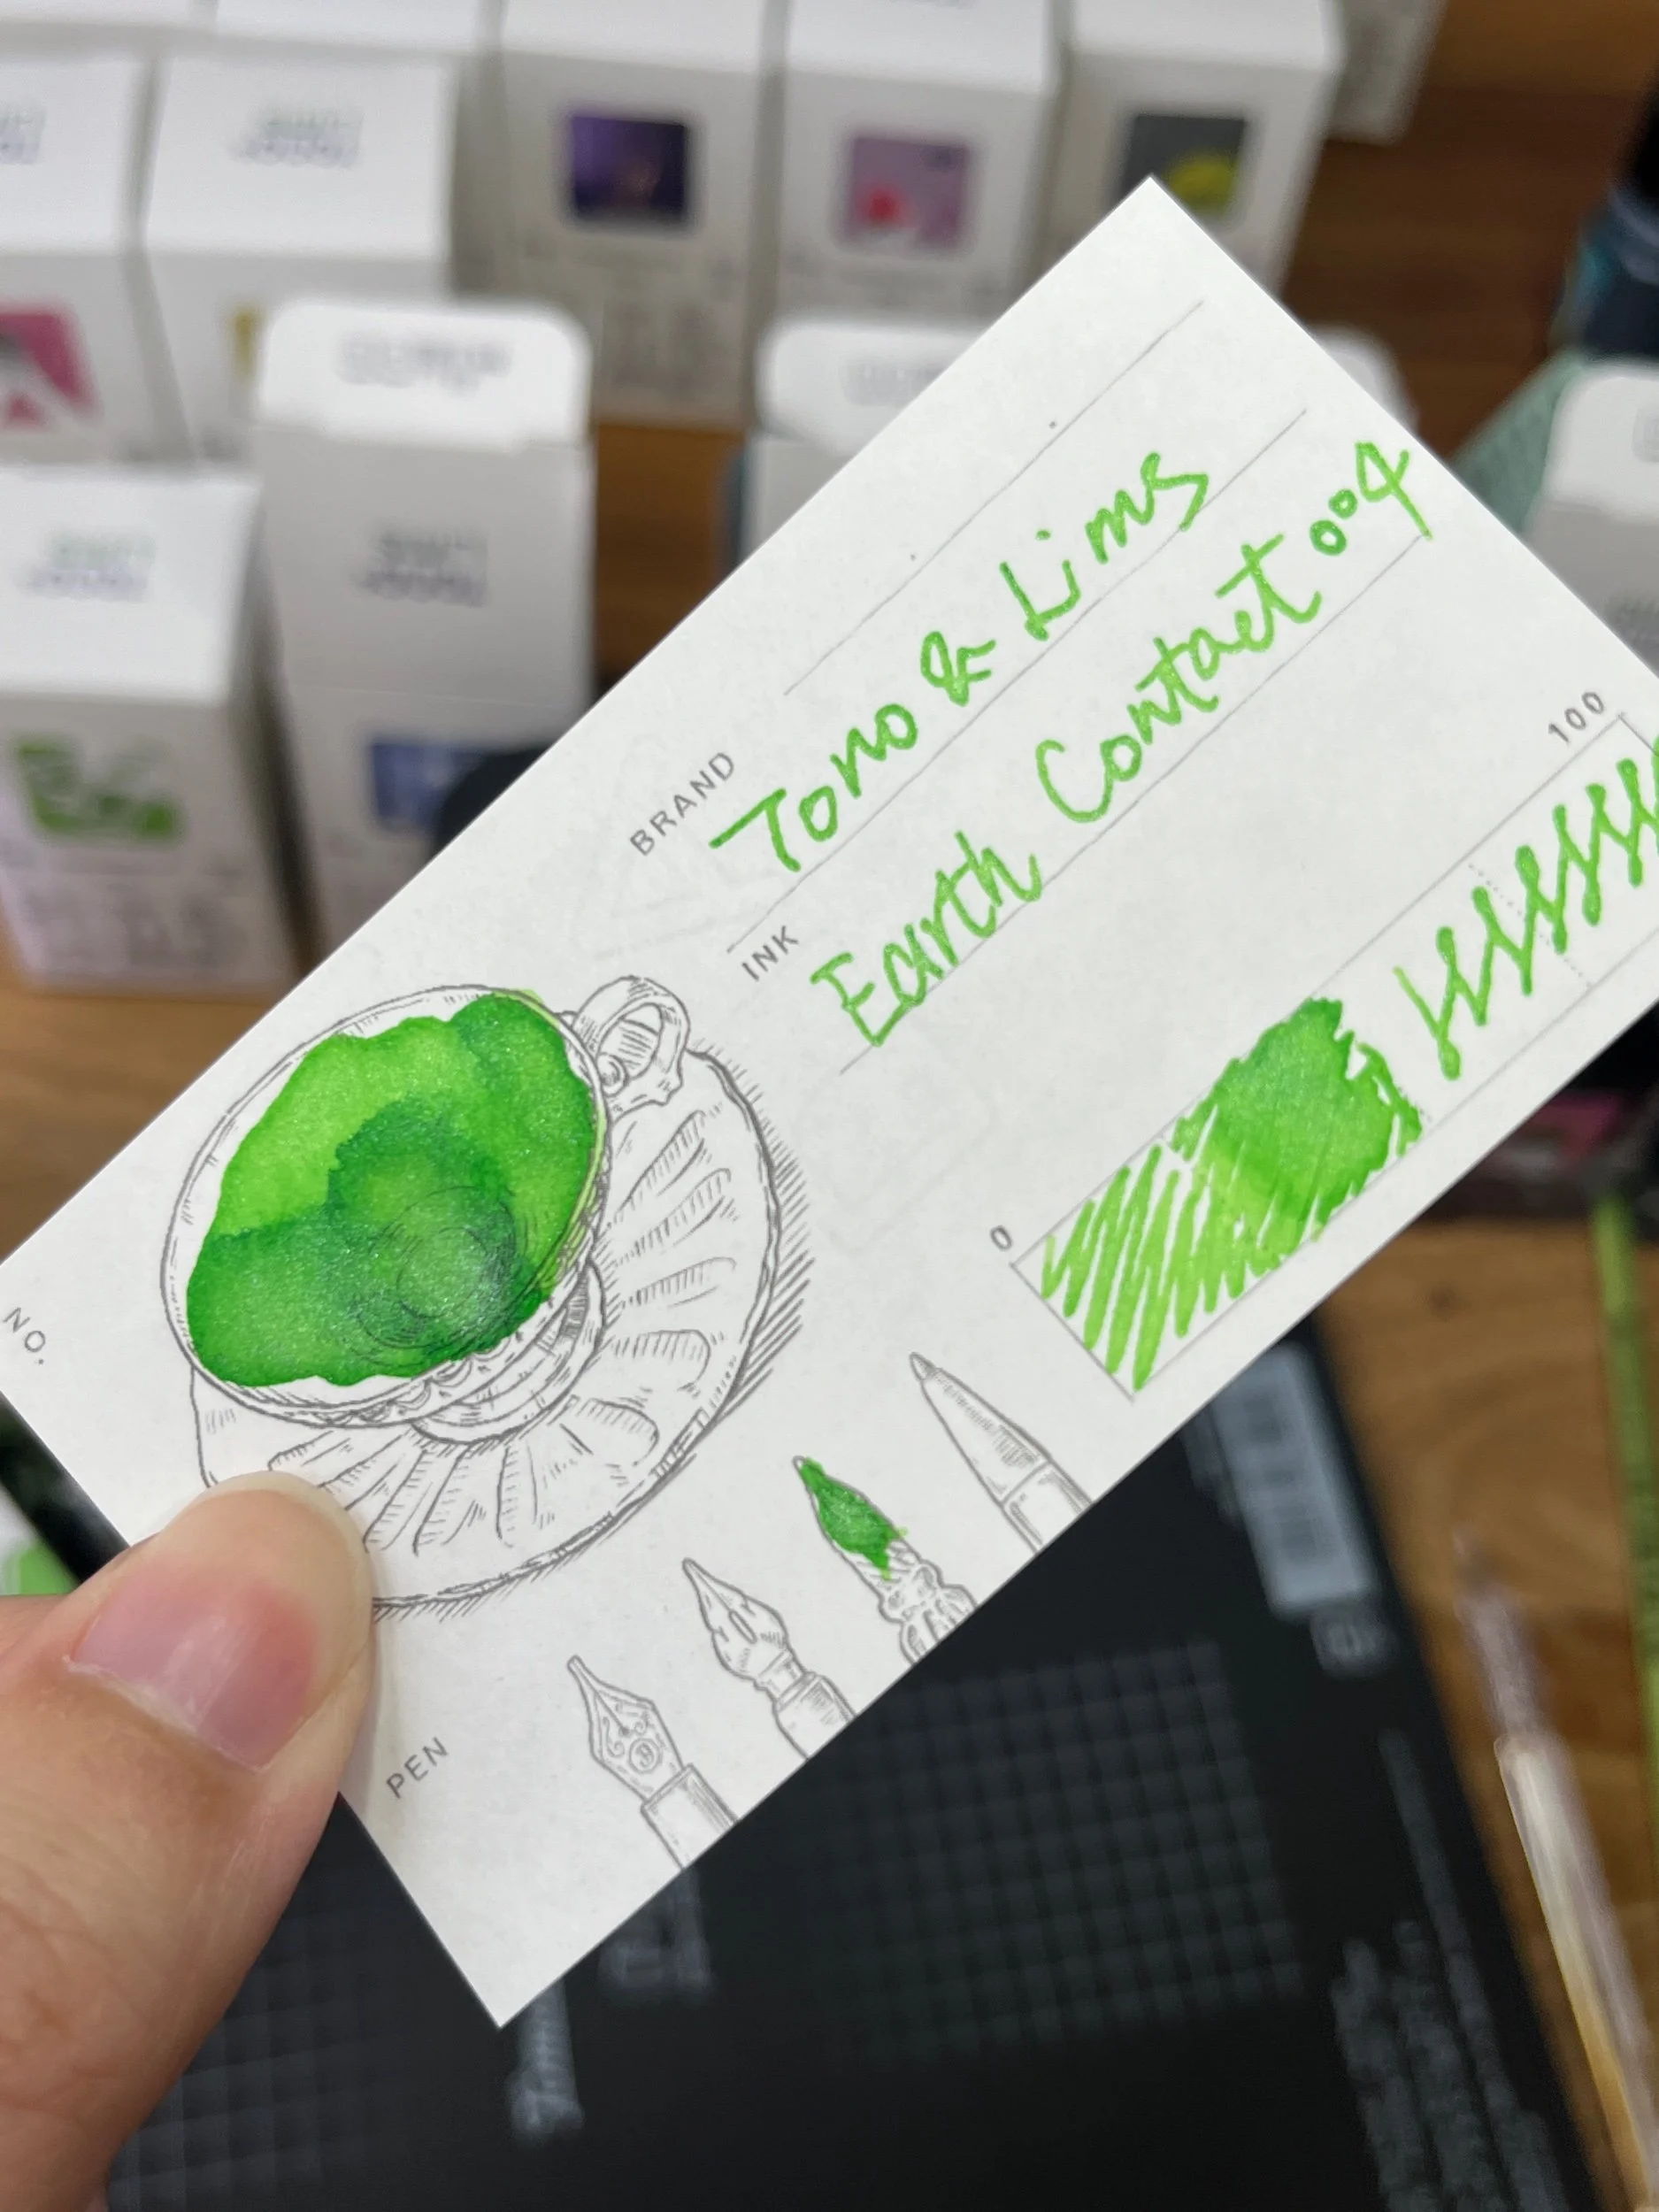 BRAND Tono & Lims
INK Earth Contact 004
0 100
NO.
PEN